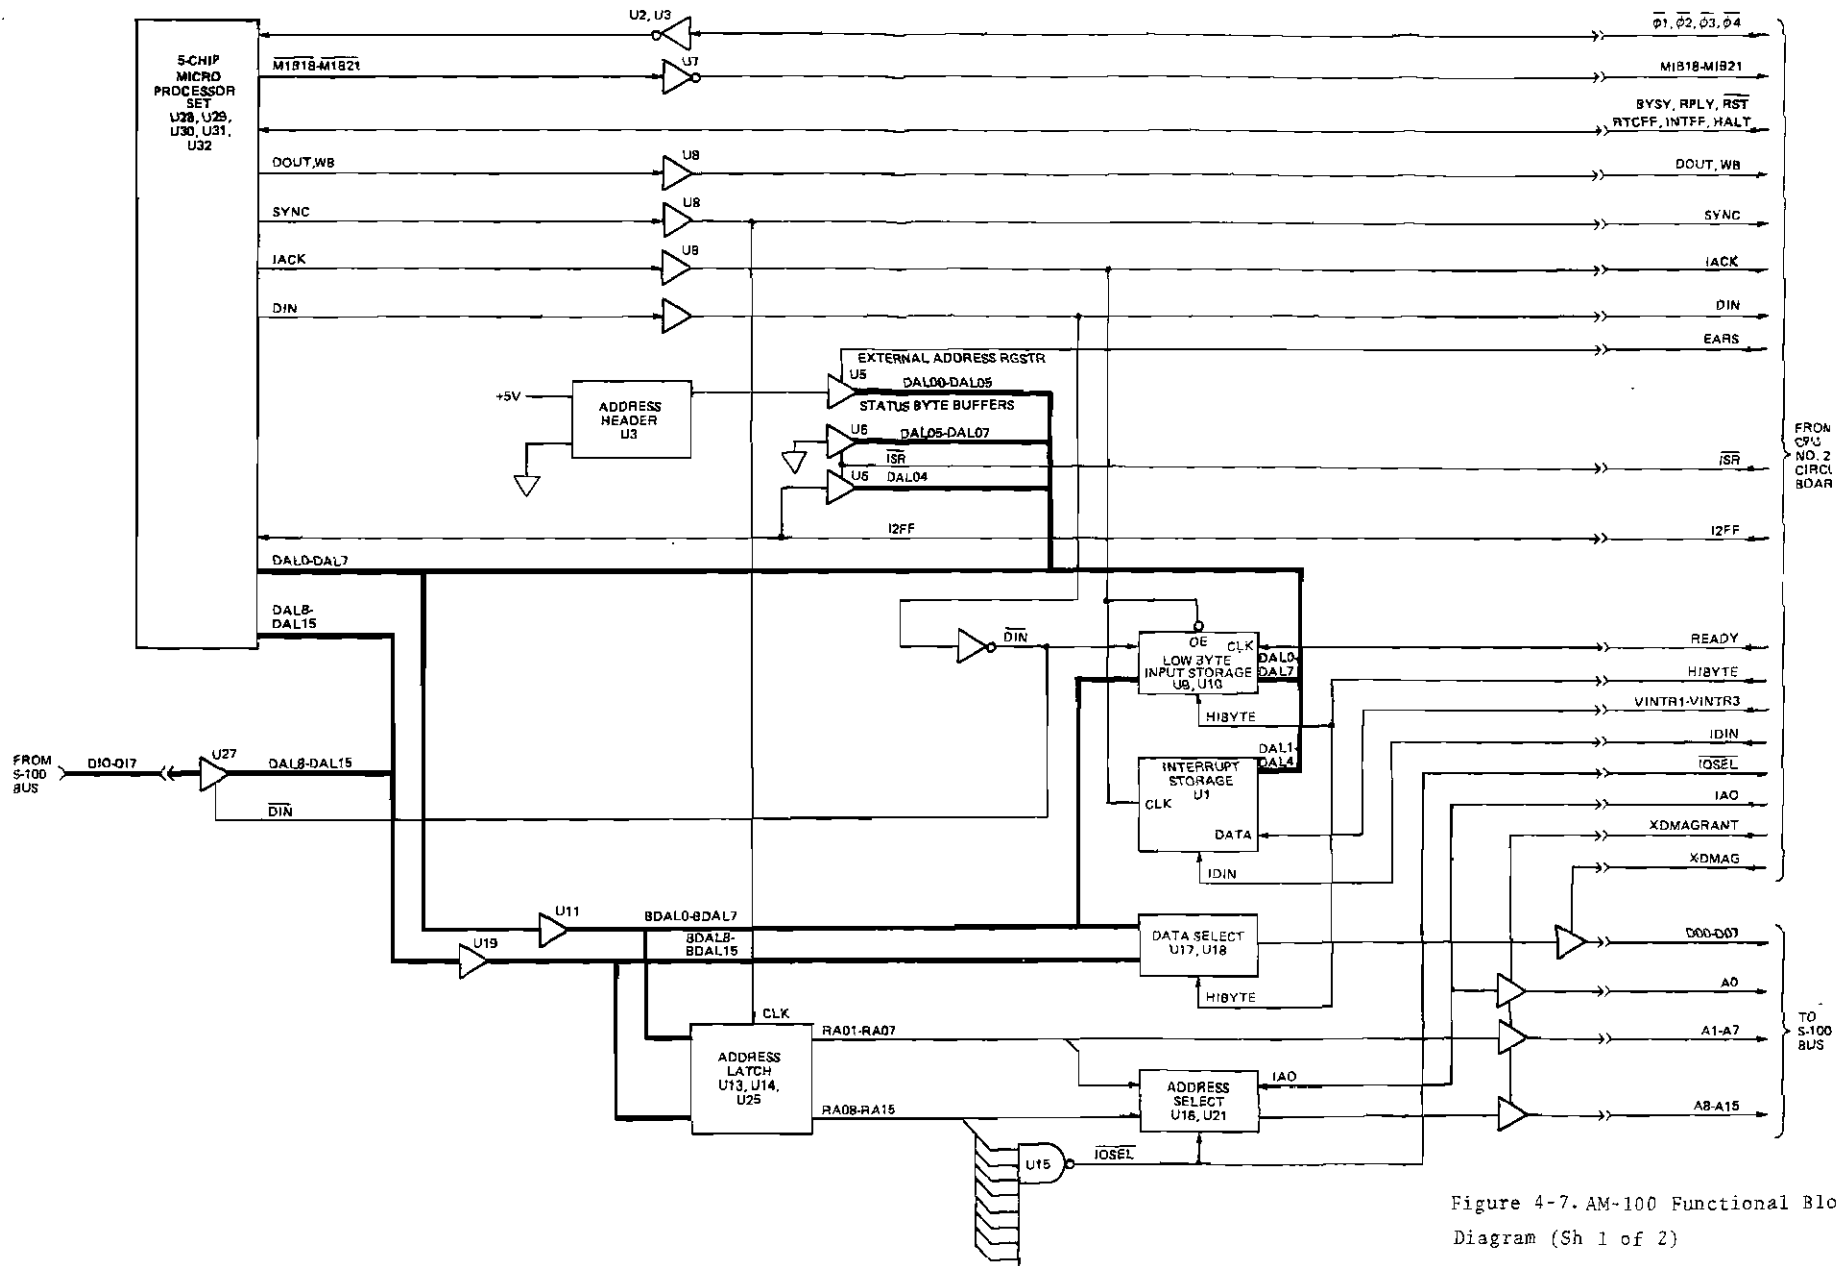 U2, U3
φ1, φ2, φ3, φ4
5-CHIP
MICRO
PROCESSOR
SET
U28, U29,
U30, U31,
U32
M1B18-M1B21
U7
MIB18-MIB21
BYSY, RPLY, RST
RTCFF, INTFF, HALT
DOUT,WB
U8
DOUT, WB
SYNC
U8
SYNC
IACK
U8
IACK
DIN
DIN
EARS
EXTERNAL ADDRESS RGSTR
U5
DAL00-DAL05
STATUS BYTE BUFFERS
+5V
ADDRESS
HEADER
U3
U6
DAL05-DAL07
ISR
ISR
U6
DAL04
FROM
CPU
NO. 2
CIRCU
BOAR
I2FF
I2FF
DAL0-DAL7
DAL8-
DAL15
DIN
OE
CLK
LOW BYTE
INPUT STORAGE
U9, U10
DAL0-
DAL7
READY
HIBYTE
HIBYTE
VINTR1-VINTR3
IDIN
FROM
S-100
BUS
DIO-DI7
U27
DAL8-DAL15
DIN
INTERRUPT
STORAGE
U1
CLK
DATA
DAL1-
DAL4
IOSEL
IAO
XDMAGRANT
IDIN
XDMAG
U11
BDAL0-BDAL7
U19
BDAL8-
BDAL15
DATA SELECT
U17, U18
HIBYTE
D00-D07
A0
CLK
ADDRESS
LATCH
U13, U14,
U25
RA01-RA07
A1-A7
TO
S-100
BUS
IAO
ADDRESS
SELECT
U16, U21
RA08-RA15
A8-A15
U15
IOSEL
Figure 4-7. AM-100 Functional Blo
Diagram (Sh 1 of 2)